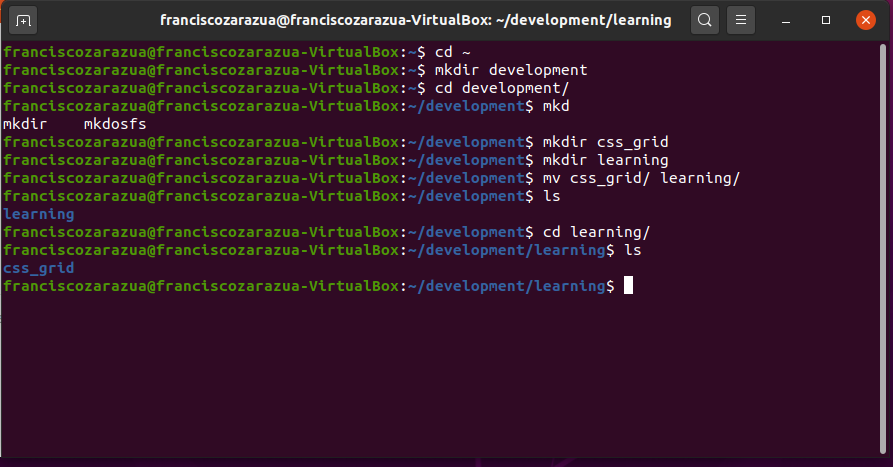 franciscozarazua@franciscozarazua-VirtualBox: ~/development/learning
franciscozarazua@franciscozarazua-VirtualBox:~$ cd ~
franciscozarazua@franciscozarazua-VirtualBox:~$ mkdir development
franciscozarazua@franciscozarazua-VirtualBox:~$ cd development/
franciscozarazua@franciscozarazua-VirtualBox:~/development$ mkd
mkdir    mkdosfs
franciscozarazua@franciscozarazua-VirtualBox:~/development$ mkdir css_grid
franciscozarazua@franciscozarazua-VirtualBox:~/development$ mkdir learning
franciscozarazua@franciscozarazua-VirtualBox:~/development$ mv css_grid/ learning/
franciscozarazua@franciscozarazua-VirtualBox:~/development$ ls
learning
franciscozarazua@franciscozarazua-VirtualBox:~/development$ cd learning/
franciscozarazua@franciscozarazua-VirtualBox:~/development/learning$ ls
css_grid
franciscozarazua@franciscozarazua-VirtualBox:~/development/learning$